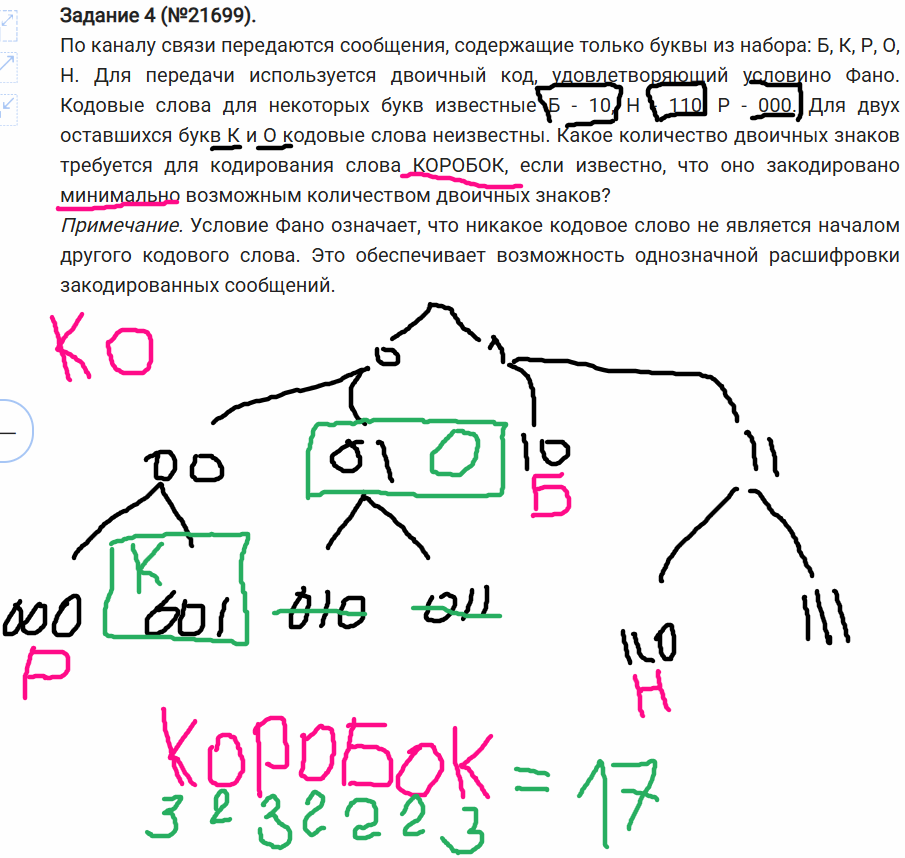 Задание 4 (№21699).
По каналу связи передаются сообщения, содержащие только буквы из набора: Б, К, Р, О,
Н. Для передачи используется двоичный код, удовлетворяющий условино Фано.
Кодовые слова для некоторых букв известные Б - 10, Н - 110, Р - 000. Для двух
оставшихся букв К и О кодовые слова неизвестны. Какое количество двоичных знаков
требуется для кодирования слова КОРОБОК, если известно, что оно закодировано
минимально возможным количеством двоичных знаков?
Примечание. Условие Фано означает, что никакое кодовое слово не является началом
другого кодового слова. Это обеспечивает возможность однозначной расшифровки
закодированных сообщений.
К О
0 1
00 01 О 10 11
Б
К
000 001 010 011 110 111
Р Н
КОРОБОК = 17
3 2 3 2 2 2 3